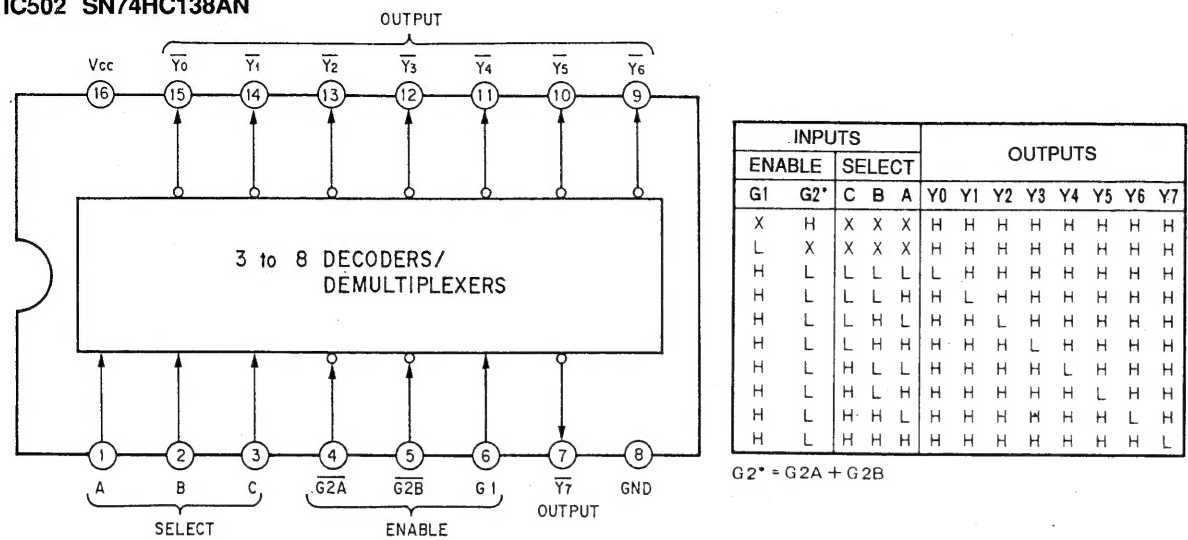 IC502 SN74HC138AN
OUTPUT
Vcc Y0 Y1 Y2 Y3 Y4 Y5 Y6
16 15 14 13 12 11 10 9
3 to 8 DECODERS/
DEMULTIPLEXERS
1 2 3 4 5 6 7 8
A B C G2A G2B G1 Y7 GND
SELECT ENABLE OUTPUT
INPUTS OUTPUTS
ENABLE SELECT
G1 G2* C B A Y0 Y1 Y2 Y3 Y4 Y5 Y6 Y7
X H X X X H H H H H H H H
L X X X X H H H H H H H H
H L L L L L H H H H H H H
H L L L H H L H H H H H H
H L L H L H H L H H H H H
H L L H H H H H L H H H H
H L H L L H H H H L H H H
H L H L H H H H H H L H H
H L H H L H H H H H H L H
H L H H H H H H H H H H L
G2* = G2A + G2B